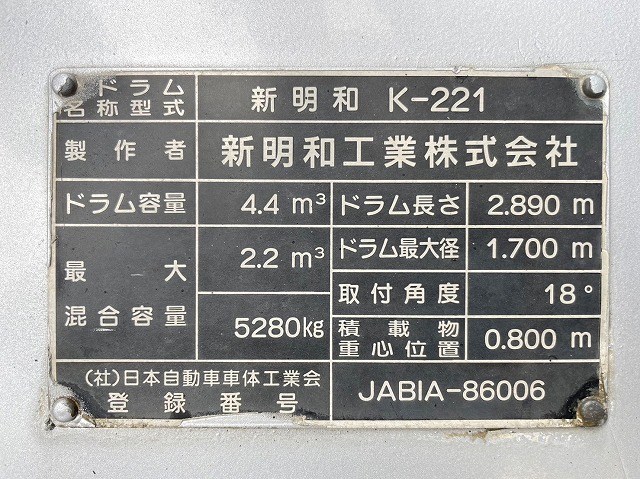 ドラム
名称型式
新明和 K-221
製作者
新明和工業株式会社
ドラム容量
4.4 m³
ドラム長さ
2.890 m
最大
混合容量
2.2 m³
5280kg
ドラム最大径
1.700 m
取付角度
18°
積載物
重心位置
0.800 m
(社)日本自動車車体工業会
登録番号
JABIA-86006